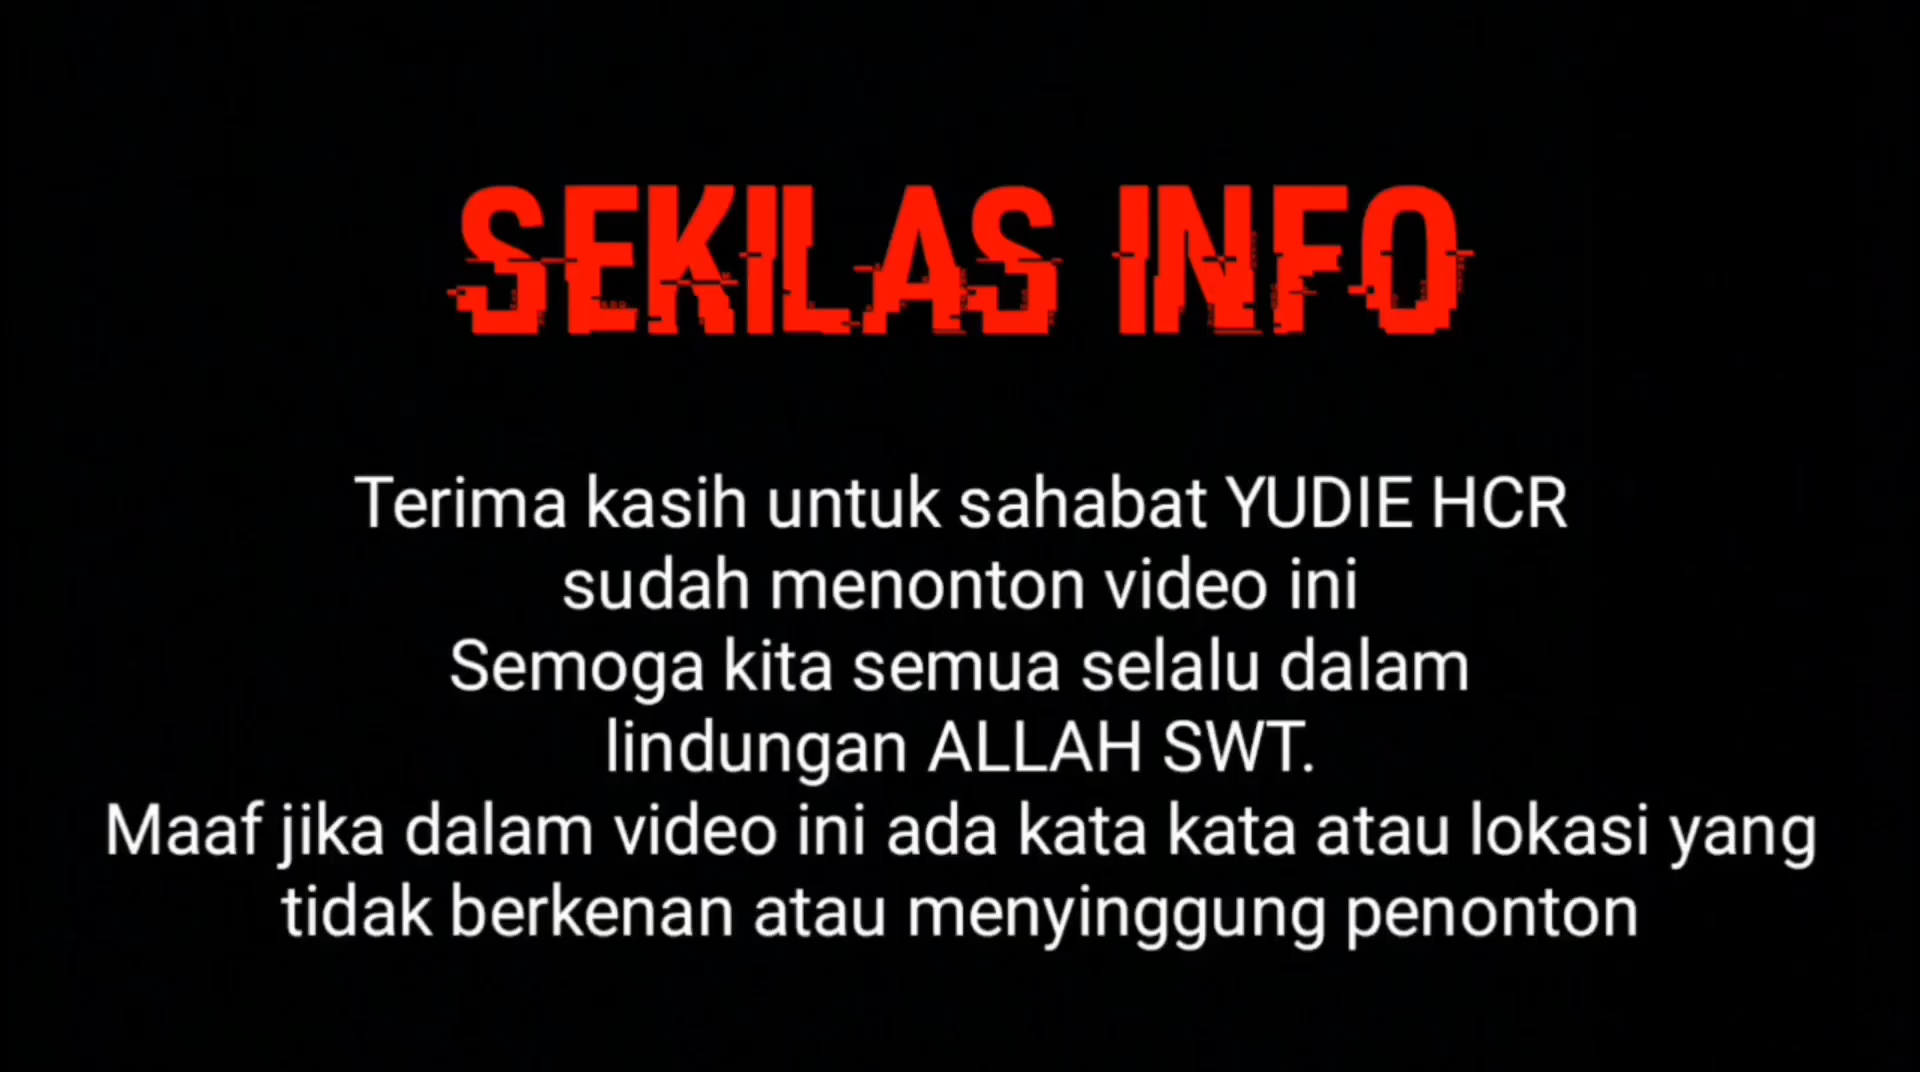 SEKILAS INFO
Terima kasih untuk sahabat YUDIE HCR
sudah menonton video ini
Semoga kita semua selalu dalam
lindungan ALLAH SWT.
Maaf jika dalam video ini ada kata kata atau lokasi yang
tidak berkenan atau menyinggung penonton